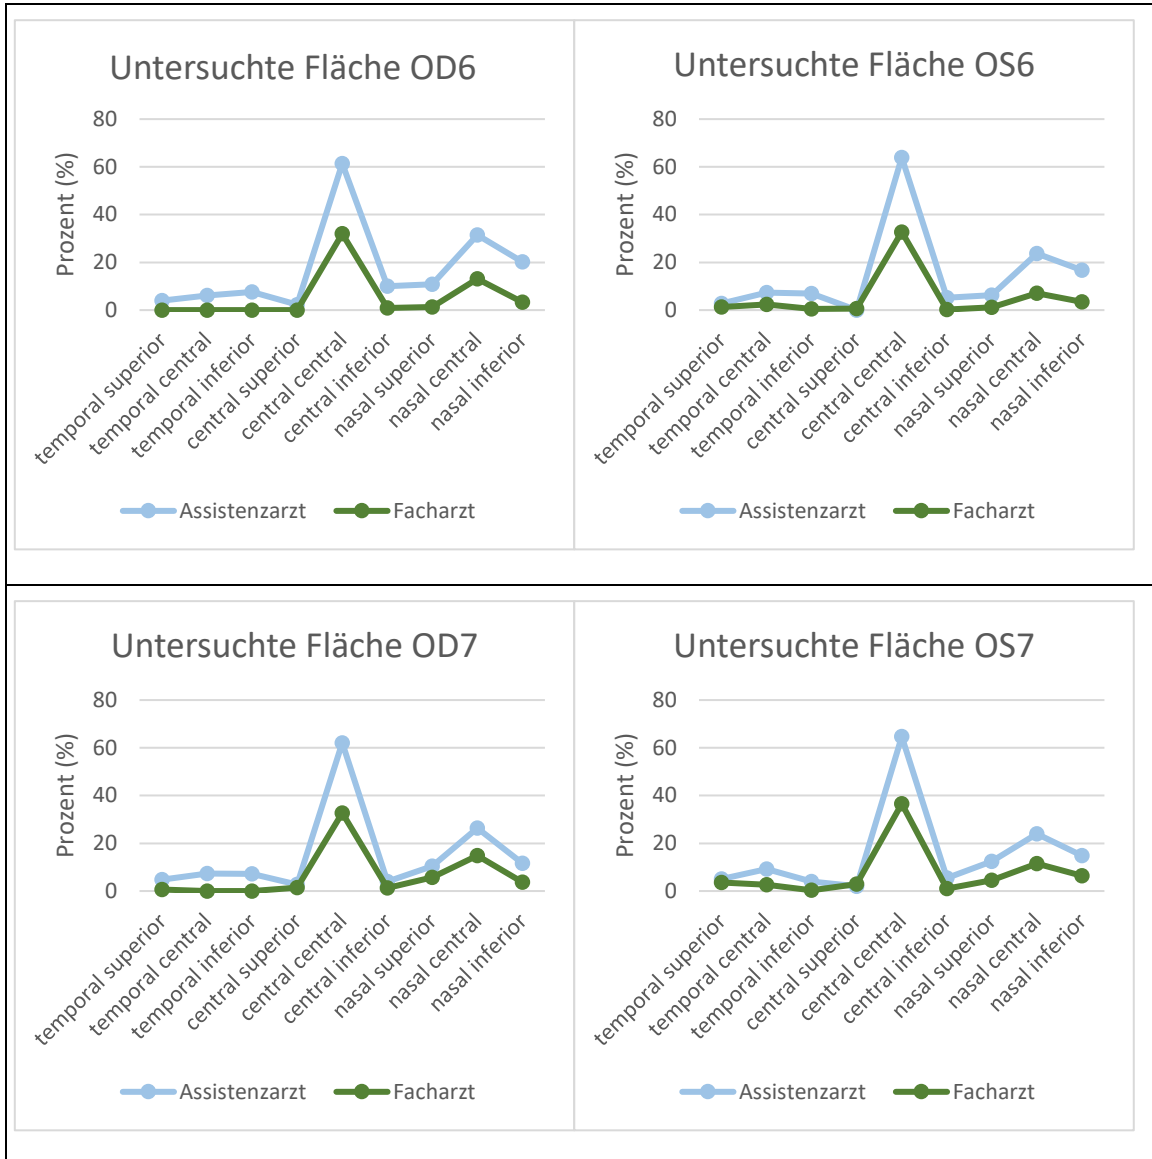 Untersuchte Fläche OD6
Prozent (%)
80
60
40
20
0
temporal superior
temporal central
temporal inferior
central superior
central central
central inferior
nasal superior
nasal central
nasal inferior
Assistenzarzt Facharzt
Untersuchte Fläche OS6
Prozent (%)
80
60
40
20
0
temporal superior
temporal central
temporal inferior
central superior
central central
central inferior
nasal superior
nasal central
nasal inferior
Assistenzarzt Facharzt
Untersuchte Fläche OD7
Prozent (%)
80
60
40
20
0
temporal superior
temporal central
temporal inferior
central superior
central central
central inferior
nasal superior
nasal central
nasal inferior
Assistenzarzt Facharzt
Untersuchte Fläche OS7
Prozent (%)
80
60
40
20
0
temporal superior
temporal central
temporal inferior
central superior
central central
central inferior
nasal superior
nasal central
nasal inferior
Assistenzarzt Facharzt